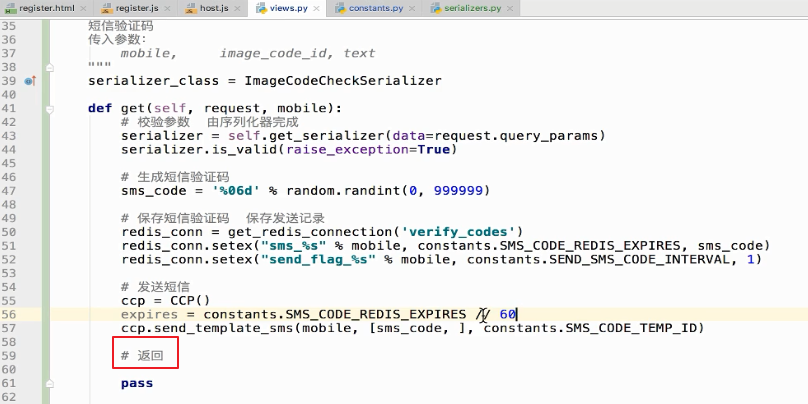 register.html register.js host.js views.py constants.py serializers.py
35 短信验证码
36 传入参数:
37 mobile, image_code_id, text
38 """
39 serializer_class = ImageCodeCheckSerializer
40
41 def get(self, request, mobile):
42 # 校验参数 由序列化器完成
43 serializer = self.get_serializer(data=request.query_params)
44 serializer.is_valid(raise_exception=True)
45
46 # 生成短信验证码
47 sms_code = '%06d' % random.randint(0, 999999)
48
49 # 保存短信验证码 保存发送记录
50 redis_conn = get_redis_connection('verify_codes')
51 redis_conn.setex("sms_%s" % mobile, constants.SMS_CODE_REDIS_EXPIRES, sms_code)
52 redis_conn.setex("send_flag_%s" % mobile, constants.SEND_SMS_CODE_INTERVAL, 1)
53
54 # 发送短信
55 ccp = CCP()
56 expires = constants.SMS_CODE_REDIS_EXPIRES // 60
57 ccp.send_template_sms(mobile, [sms_code, ], constants.SMS_CODE_TEMP_ID)
58
59 # 返回
60
61 pass
62